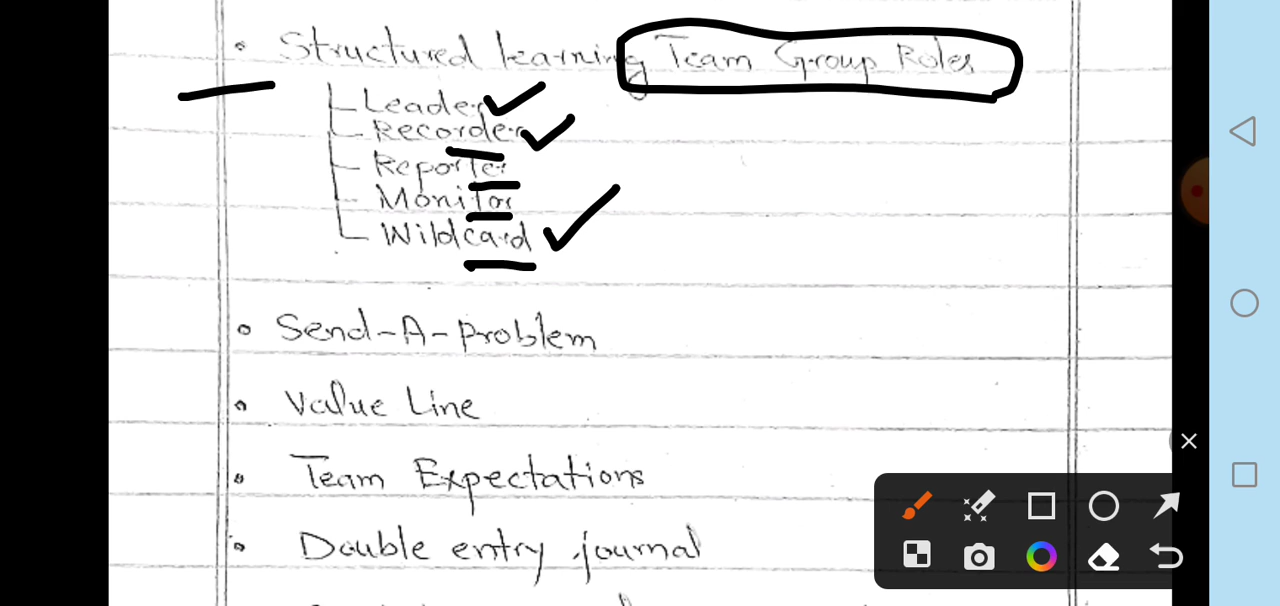 • Structured learning Team Group Roles
Leader
Recorder
Reporter
Monitor
Wildcard
• Send-A-problem
• Value Line
• Team Expectations
• Double entry journal